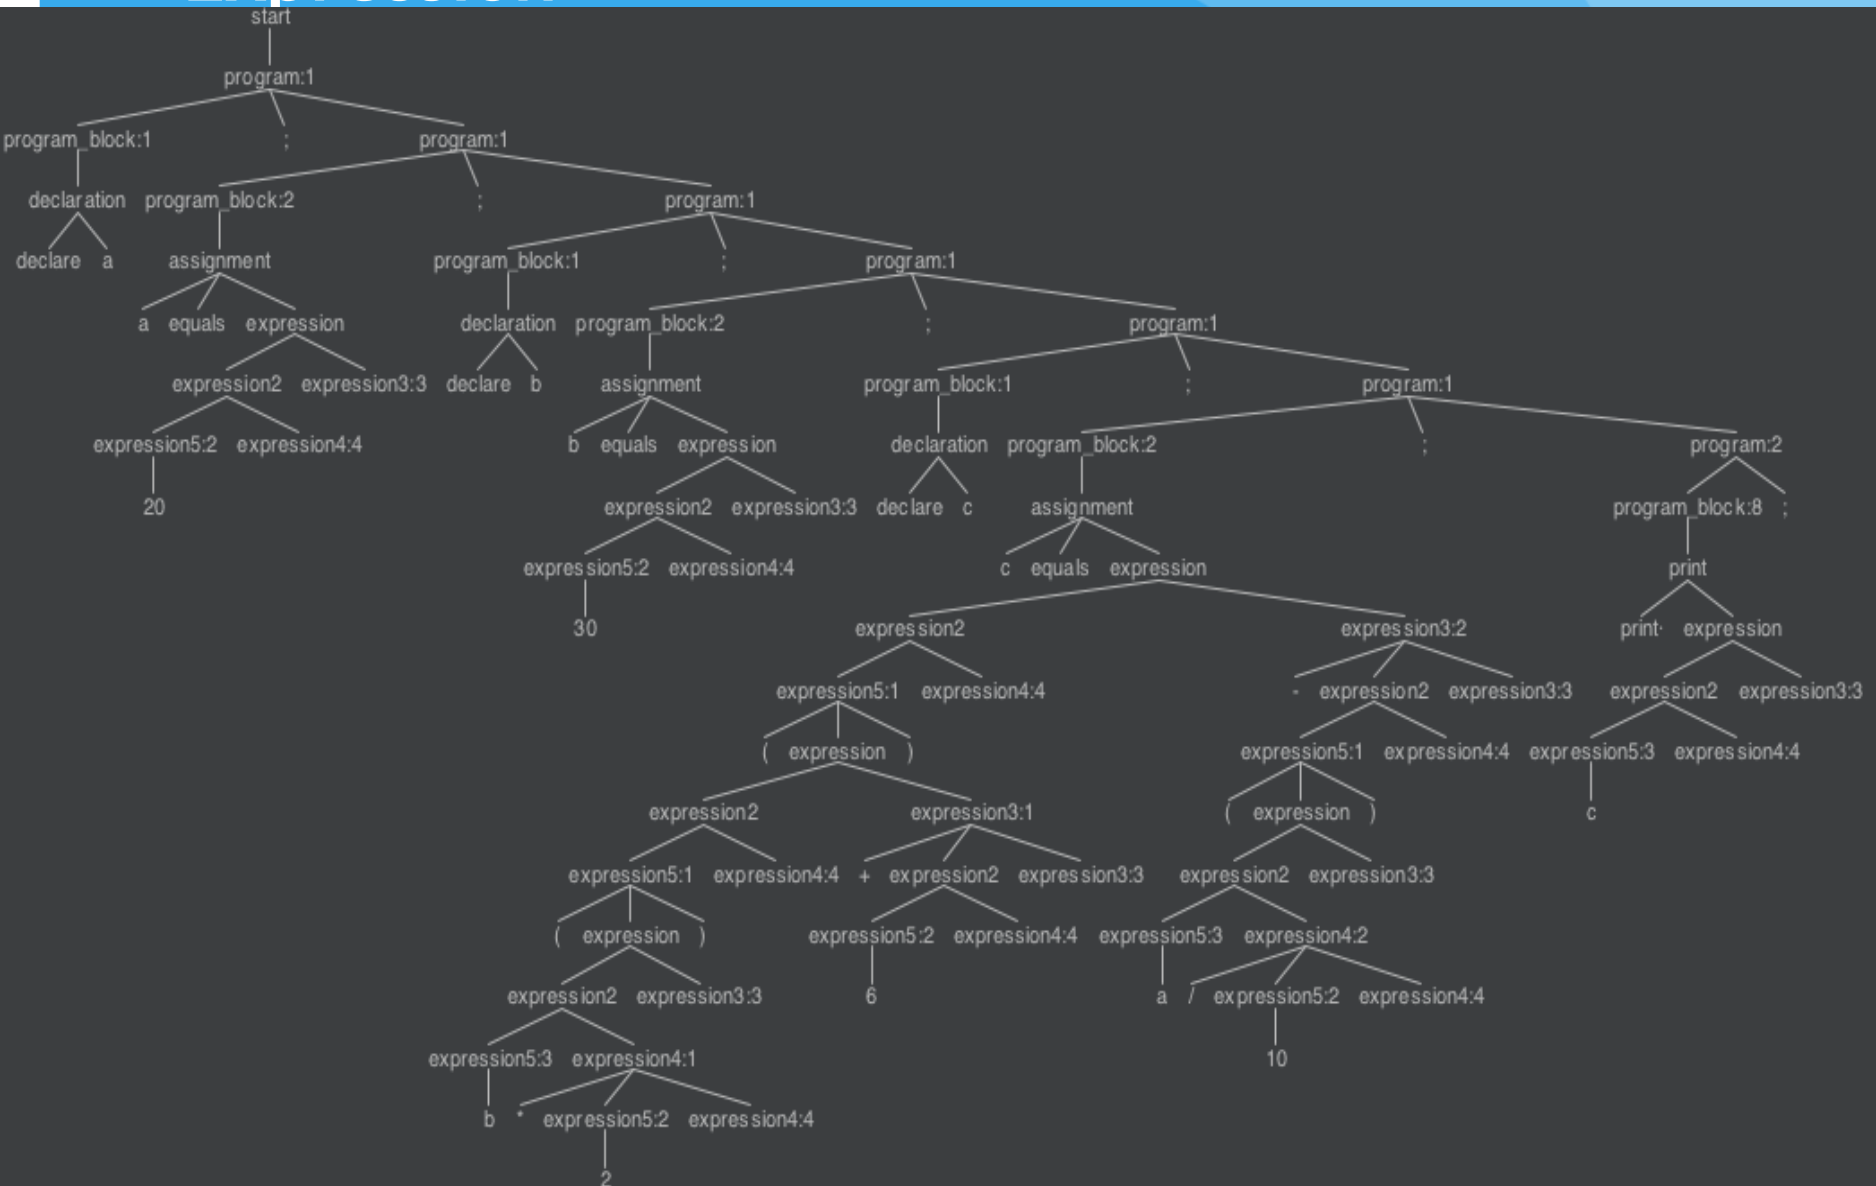 start
program:1
program_block:1 ; program:1
declaration program_block:2 ; program:1
declare a assignment program_block:1 ; program:1
a equals expression declaration program_block:2 ; program:1
expression2 expression3:3 declare b assignment program_block:1 ; program:1
expression5:2 expression4:4 b equals expression declaration program_block:2 ; program:2
20 expression2 expression3:3 declare c assignment program_block:8 ;
expression5:2 expression4:4 c equals expression print
30 expression2 expression3:2 print expression
expression5:1 expression4:4 - expression2 expression3:3 expression2 expression3:3
( expression ) expression5:1 expression4:4 expression5:3 expression4:4
expression2 expression3:1 ( expression ) c
expression5:1 expression4:4 + expression2 expression3:3 expression2 expression3:3
( expression ) expression5:2 expression4:4 expression5:3 expression4:2
expression2 expression3:3 6 a / expression5:2 expression4:4
expression5:3 expression4:1 10
b * expression5:2 expression4:4
2